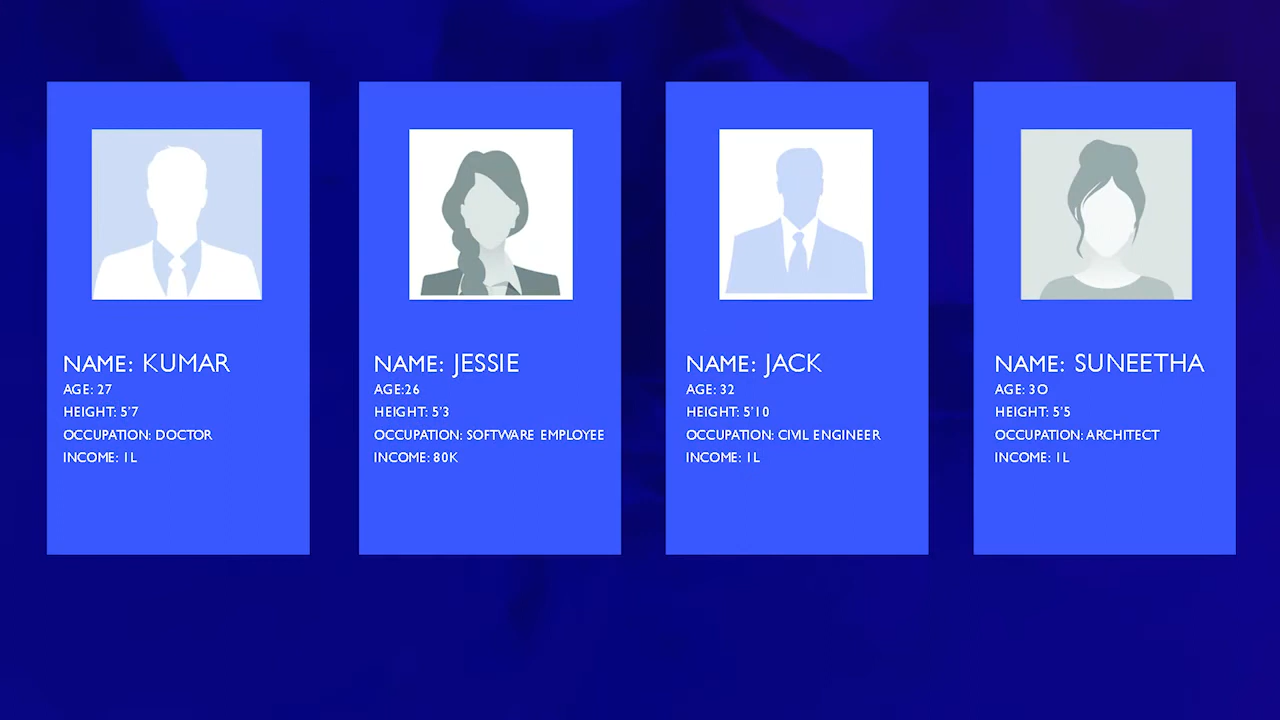 NAME: KUMAR
AGE: 27
HEIGHT: 5'7
OCCUPATION: DOCTOR
INCOME: 1L
NAME: JESSIE
AGE:26
HEIGHT: 5'3
OCCUPATION: SOFTWARE EMPLOYEE
INCOME: 80K
NAME: JACK
AGE: 32
HEIGHT: 5'10
OCCUPATION: CIVIL ENGINEER
INCOME: 1L
NAME: SUNEETHA
AGE: 3O
HEIGHT: 5'5
OCCUPATION: ARCHITECT
INCOME: 1L